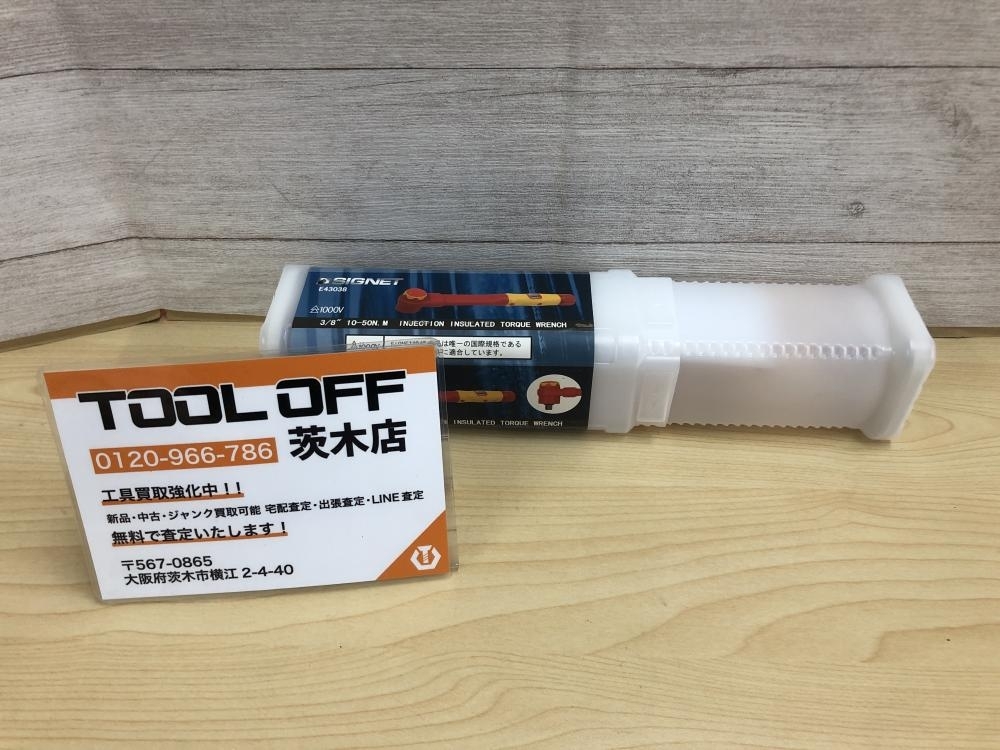 SIGNET
E43038
⚠1000V
3/8" 10-50N.M INJECTION INSULATED TORQUE WRENCH
は唯一の国際規格である
に適合しています。
INSULATED TORQUE WRENCH
TOOL OFF
0120-966-786 茨木店
工具買取強化中!!
新品・中古・ジャンク買取可能 宅配査定・出張査定・LINE査定
無料で査定いたします!
〒567-0865
大阪府茨木市横江 2-4-40